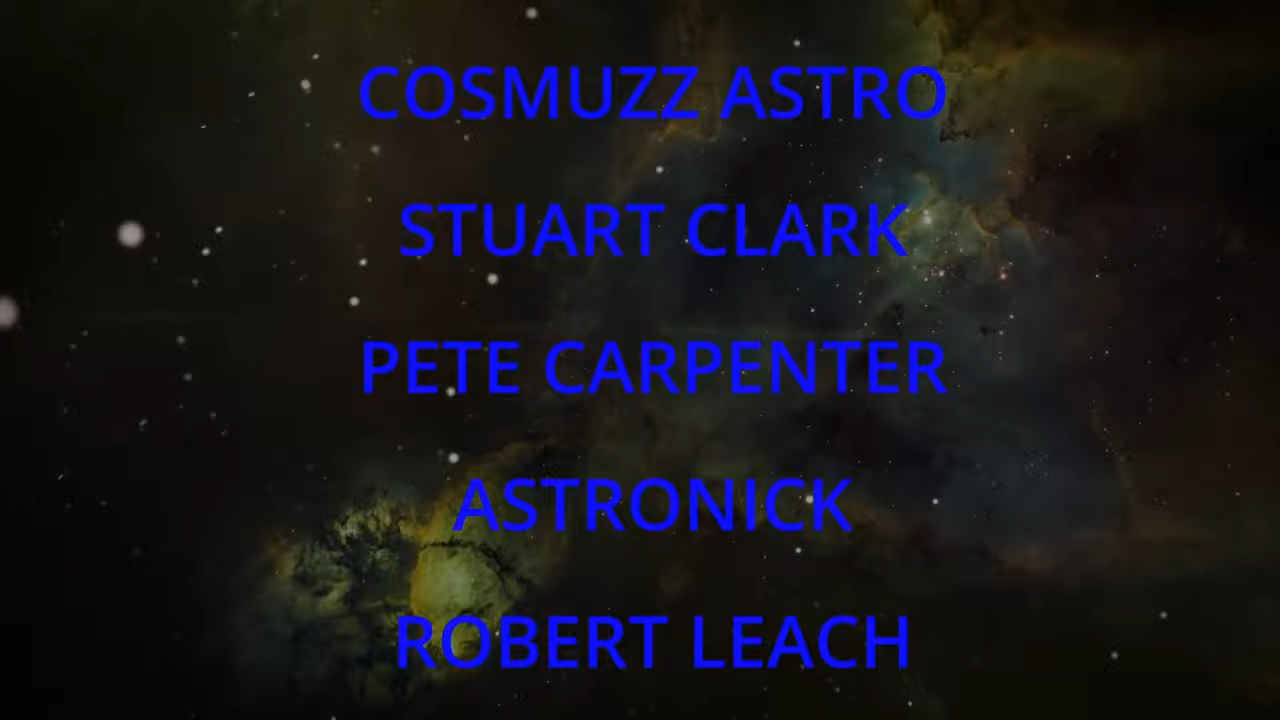 COSMUZZ ASTRO
STUART CLARK
PETE CARPENTER
ASTRONICK
ROBERT LEACH